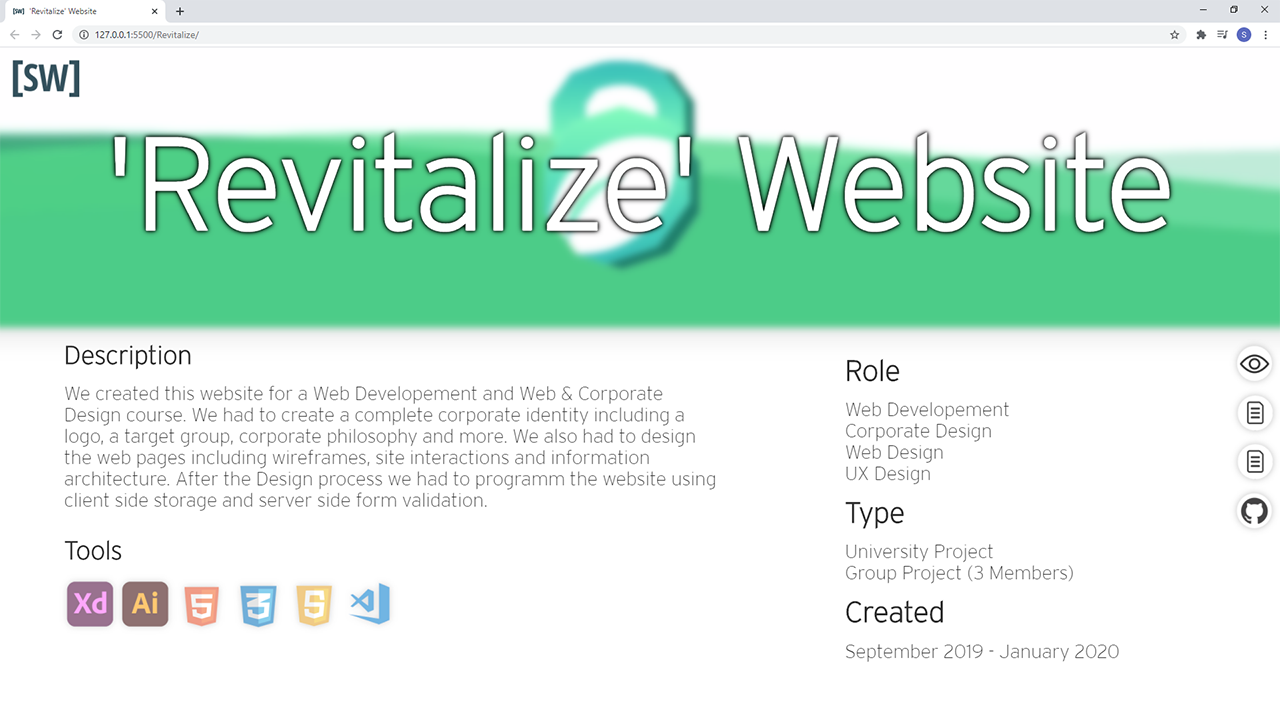 [SW] 'Revitalize' Website
127.0.0.1:5500/Revitalize/
S
[SW]
'Revitalize' Website
Description
We created this website for a Web Developement and Web & Corporate
Design course. We had to create a complete corporate identity including a
logo, a target group, corporate philosophy and more. We also had to design
the web pages including wireframes, site interactions and information
architecture. After the Design process we had to programm the website using
client side storage and server side form validation.
Tools
Xd Ai 5 3 5
Role
Web Developement
Corporate Design
Web Design
UX Design
Type
University Project
Group Project (3 Members)
Created
September 2019 - January 2020